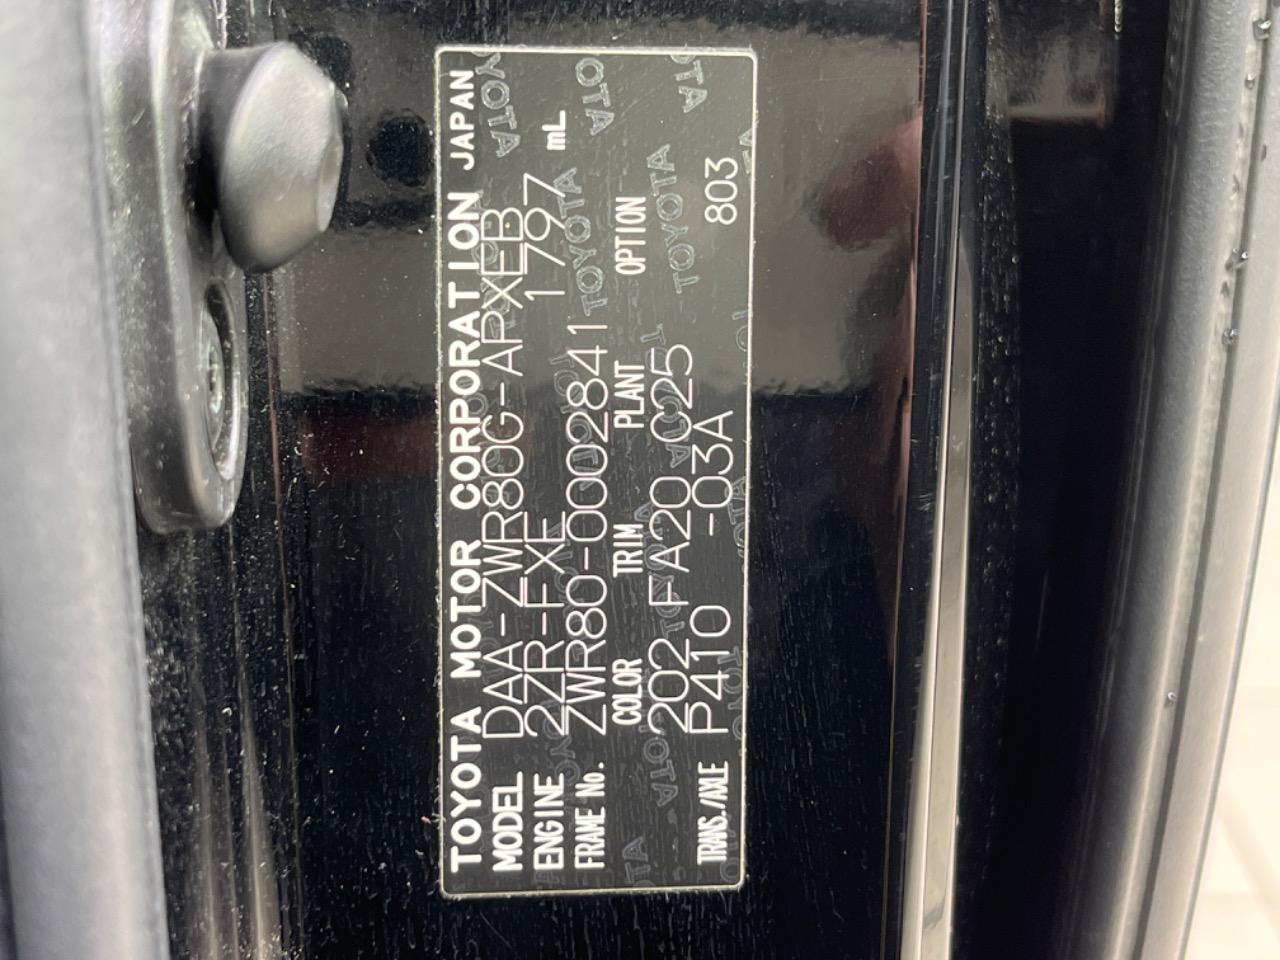 TOYOTA MOTOR CORPORATION JAPAN
MODEL DAA-ZWR80G-APXEB
ENGINE 2ZR-FXE 1797 mL
FRAME No. ZWR80-0002841
COLOR TRIM PLANT OPTION
202 FA20 C25
TRANS./AXLE P410 -03A 803